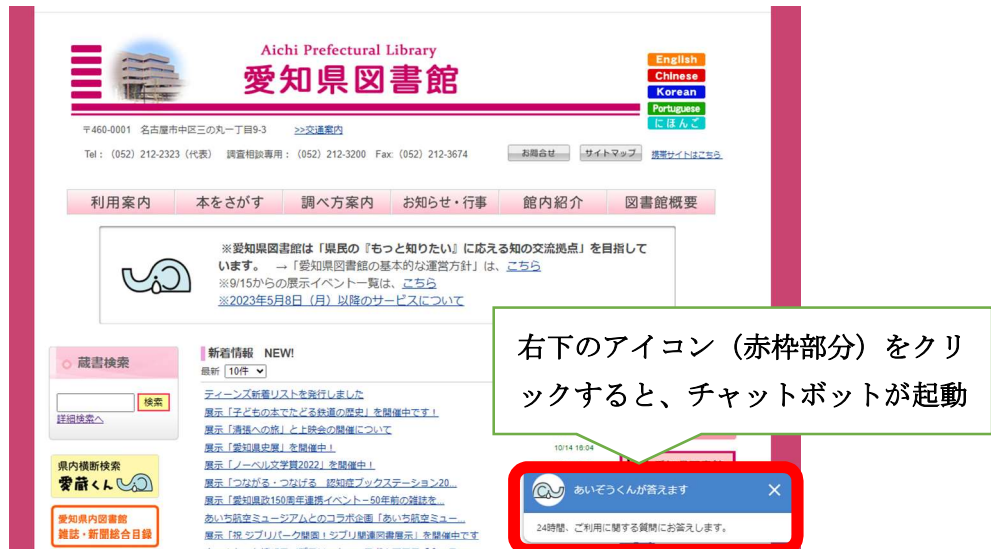 Aichi Prefectural Library
愛知県図書館
English
Chinese
Korean
Portuguese
にほんご
〒460-0001 名古屋市中区三の丸一丁目9-3 >>交通案内
Tel：（052）212-2323（代表） 調査相談専用：（052）212-3200 Fax:（052）212-3674
お問合せ サイトマップ 携帯サイトはこちら
利用案内 本をさがす 調べ方案内 お知らせ・行事 館内紹介 図書館概要
※愛知県図書館は「県民の『もっと知りたい』に応える知の交流拠点」を目指して
います。 →「愛知県図書館の基本的な運営方針」は、こちら
※9/15からの展示イベント一覧は、こちら
※2023年5月8日（月）以降のサービスについて
右下のアイコン（赤枠部分）をクリ
ックすると、チャットボットが起動
蔵書検索
検索
詳細検索へ
県内横断検索
愛蔵くん
愛知県内図書館
雑誌・新聞総合目録
新着情報 NEW!
最新 10件
ティーンズ新着リストを発行しました
展示「子どもの本でたどる鉄道の歴史」を開催中です！
展示「清張への旅」と上映会の開催について
展示「愛知県史展」を開催中！
10/14 16:04
展示「ノーベル文学賞2022」を開催中！
展示「つながる・つなげる 認知症ブックステーション20...
展示「愛知県政150周年連携イベント－50年前の雑誌を...
あいち航空ミュージアムとのコラボ企画「あいち航空ミュー...
展示「祝 ジブリパーク開園！ジブリ関連図書展示」を開催中です
あいぞうくんが答えます ×
24時間、ご利用に関する質問にお答えします。